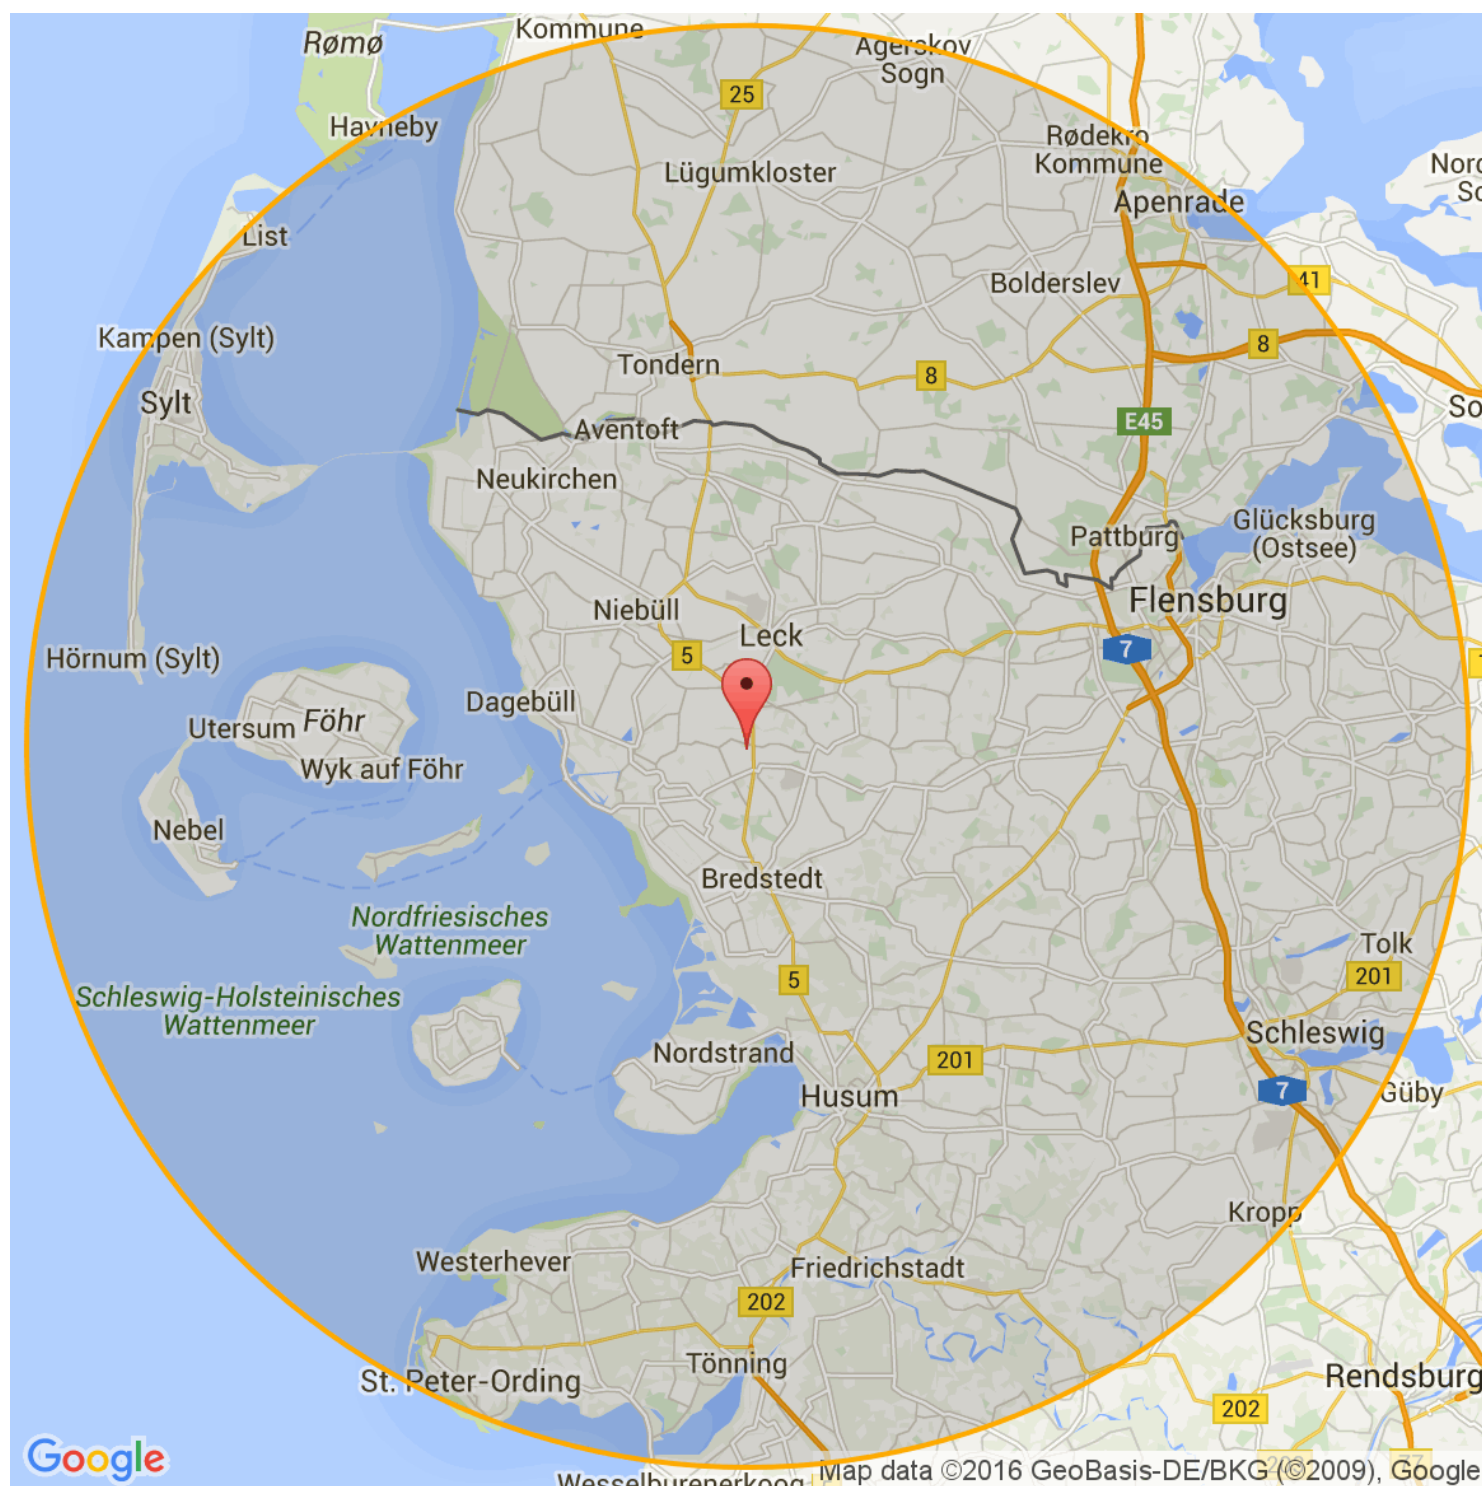 Kommune
Rømø
Agerskov
Sogn
25
Havneby
Rødekro
Kommune
Lügumkloster
Apenrade
List
Bolderslev
41
Kampen (Sylt)
8
Tondern
8
Sylt
E45
Aventoft
Neukirchen
Glücksburg
(Ostsee)
Pattburg
Flensburg
Niebüll
Leck
7
5
Hörnum (Sylt)
Dagebüll
Utersum
Föhr
Wyk auf Föhr
Nebel
Bredstedt
Nordfriesisches
Wattenmeer
Tolk
201
5
Schleswig-Holsteinisches
Wattenmeer
Schleswig
Nordstrand
201
Husum
7
Güby
Kropp
Westerhever
Friedrichstadt
202
Tönning
St. Peter-Ording
Rendsburg
202
Google
Map data ©2016 GeoBasis-DE/BKG (©2009), Google
Wesselburenerkoog
77